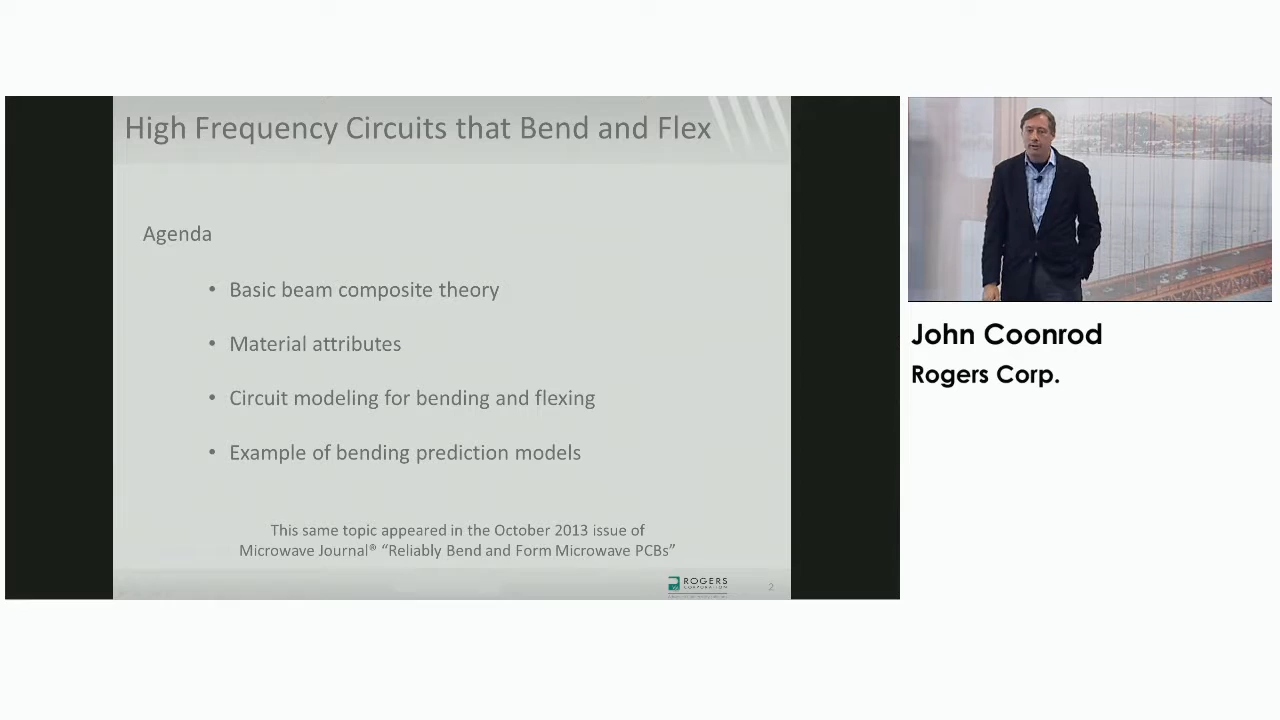 High Frequency Circuits that Bend and Flex
Agenda
• Basic beam composite theory
• Material attributes
• Circuit modeling for bending and flexing
• Example of bending prediction models
This same topic appeared in the October 2013 issue of
Microwave Journal® “Reliably Bend and Form Microwave PCBs”
ROGERS
CORPORATION
2
John Coonrod
Rogers Corp.